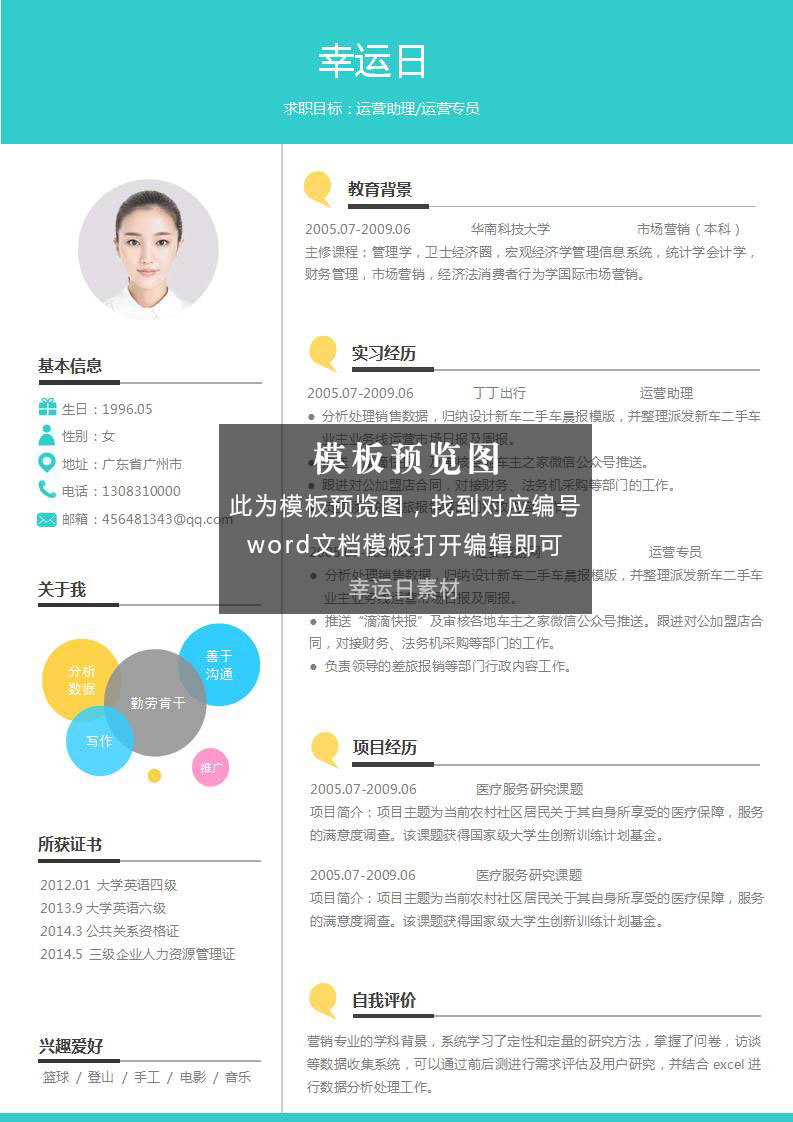 幸运日
求职目标：运营助理/运营专员
基本信息
生日：1996.05
性别：女
地址：广东省广州市
电话：1308310000
邮箱：456481343@qq.com
关于我
分析
数据
善于
沟通
勤劳肯干
写作
推广
所获证书
2012.01 大学英语四级
2013.9 大学英语六级
2014.3 公共关系资格证
2014.5 三级企业人力资源管理证
兴趣爱好
篮球 / 登山 / 手工 / 电影 / 音乐
教育背景
2005.07-2009.06 华南科技大学 市场营销（本科）
主修课程：管理学，卫士经济圈，宏观经济学管理信息系统，统计学会计学，
财务管理，市场营销，经济法消费者行为学国际市场营销。
实习经历
2005.07-2009.06 丁丁出行 运营助理
● 分析处理销售数据，归纳设计新车二手车晨报模版，并整理派发新车二手车
业主业务线运营市场日报及周报。
及审核 车主之家微信公众号推送。
● 跟进对公加盟店合同，对接财务、法务机采购等部门的工作。
模板预览图
此为模板预览图，找到对应编号
word文档模板打开编辑即可
幸运日素材
运营专员
● 分析处理销售数据，归纳设计新车二手车晨报模版，并整理派发新车二手车
业主业务线运营市场日报及周报。
● 推送“滴滴快报”及审核各地车主之家微信公众号推送。跟进对公加盟店合
同，对接财务、法务机采购等部门的工作。
● 负责领导的差旅报销等部门行政内容工作。
项目经历
2005.07-2009.06 医疗服务研究课题
项目简介：项目主题为当前农村社区居民关于其自身所享受的医疗保障，服务
的满意度调查。该课题获得国家级大学生创新训练计划基金。
2005.07-2009.06 医疗服务研究课题
项目简介：项目主题为当前农村社区居民关于其自身所享受的医疗保障，服务
的满意度调查。该课题获得国家级大学生创新训练计划基金。
自我评价
营销专业的学科背景，系统学习了定性和定量的研究方法，掌握了问卷，访谈
等数据收集系统，可以通过前后测进行需求评估及用户研究，并结合 excel 进
行数据分析处理工作。